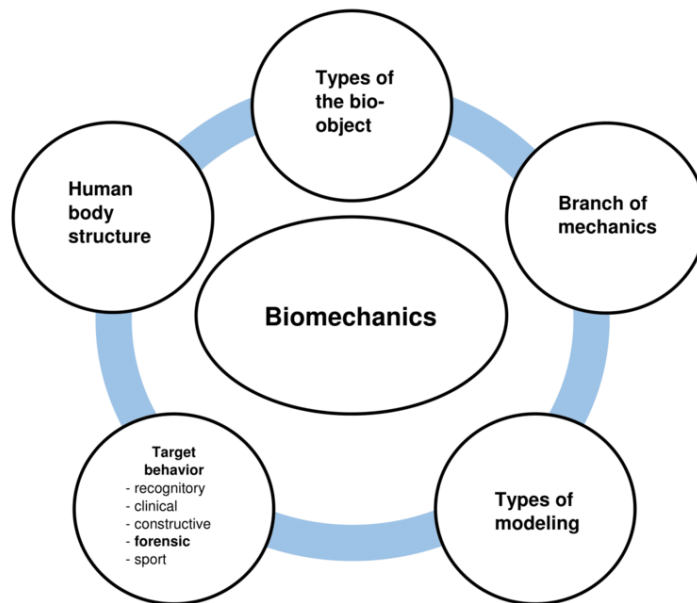 Types of
the bio-
object
Human
body
structure
Branch of
mechanics
Biomechanics
Target
behavior
- recognitory
- clinical
- constructive
- forensic
- sport
Types of
modeling